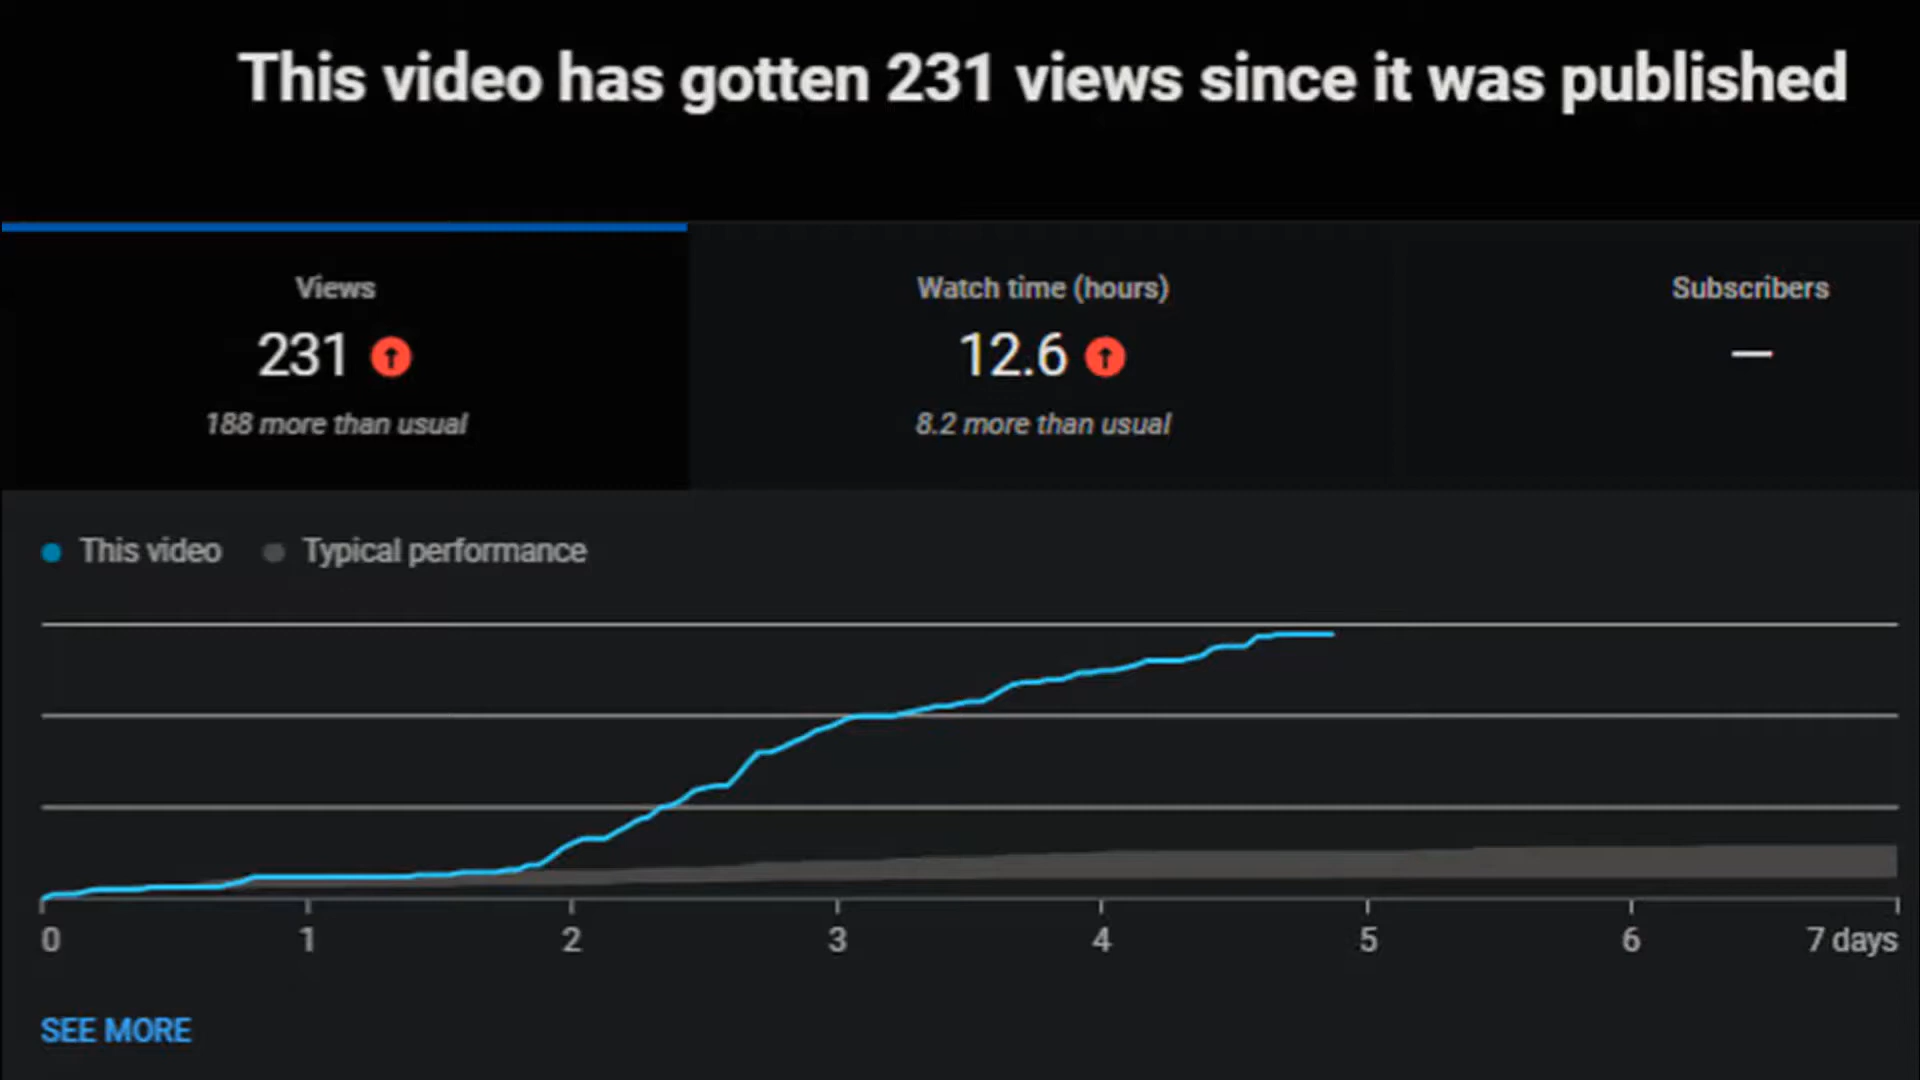 This video has gotten 231 views since it was published
Views
231
188 more than usual
Watch time (hours)
12.6
8.2 more than usual
Subscribers
—
This video
Typical performance
0 1 2 3 4 5 6 7 days
SEE MORE